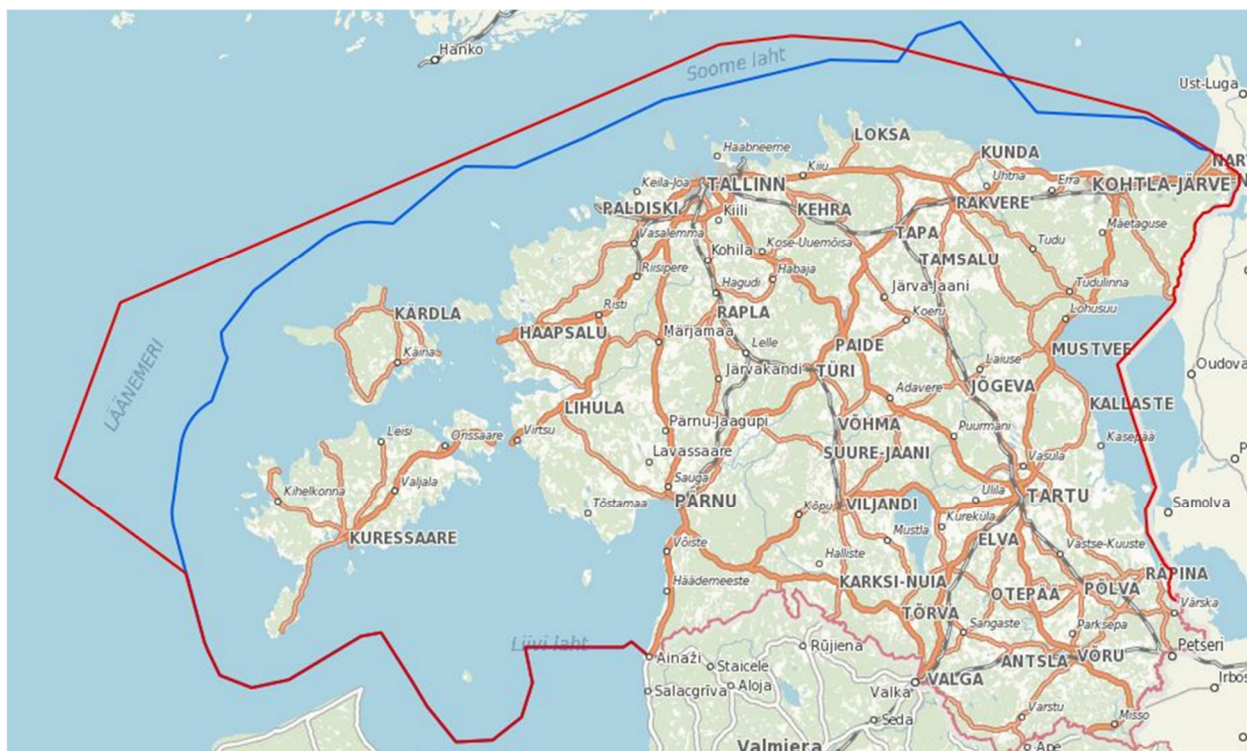 Hanko
Soome laht
Ust-Luga
LOKSA
Haabneeme
KUNDA
NAR
Keila-Joa
TALLINN
Kiiu
Uhtna
Erra
KOHTLA-JÄRVE
N
PALDISKI
Kiili
KEHRA
RAKVERE
Vasalemma
TAPA
Mäetaguse
Kohila
Kose-Uuemõisa
Tudu
TAMSALU
Riisipere
Hagudi
Habaja
Tudulinna
Järva-Jaani
Risti
RAPLA
Lohusuu
KÄRDLA
HAAPSALU
Koeru
Märjamaa
PAIDE
MUSTVEE
Lelle
Laiuse
Käina
Oudova
LÄÄNEMERI
Järvakandi
TÜRI
JÕGEVA
Adavere
LIHULA
KALLASTE
Pärnu-Jaagupi
VÕHMA
Puurmani
Leisi
Orissaare
Virtsu
Kasepää
SUURE-JAANI
Lavassaare
P
Vasula
Kihelkonna
Valjala
Sauga
PÄRNU
Ulila
TARTU
Tõstamaa
Kõpu
VILJANDI
Samolva
Kureküla
KURESSAARE
Mustla
ELVA
Võiste
Vastse-Kuuste
Halliste
RÄPINA
Häädemeeste
KARKSI-NUIA
OTEPÄÄ
PÕLVA
TÕRVA
Värska
Sangaste
Parksepa
Liivi laht
Rūjiena
Petseri
Ainaži
ANTSLA
VÕRU
Staicele
VALGA
Aloja
Valka
Irbos
Salacgrīva
Varstu
Seda
Misso
Valmiera
Ape